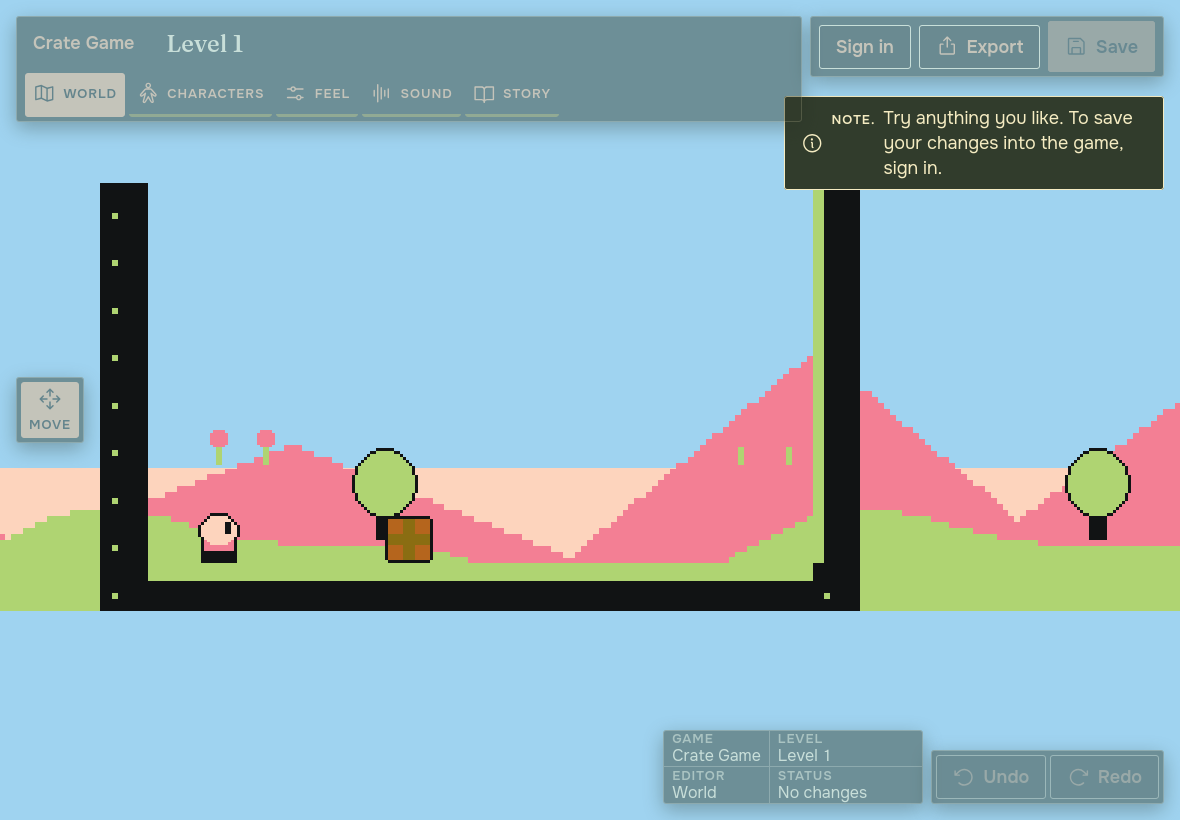 Crate Game
Level 1
WORLD
CHARACTERS
FEEL
SOUND
STORY
Sign in
Export
Save
NOTE. Try anything you like. To save
your changes into the game,
sign in.
MOVE
GAME
Crate Game
LEVEL
Level 1
EDITOR
World
STATUS
No changes
Undo
Redo